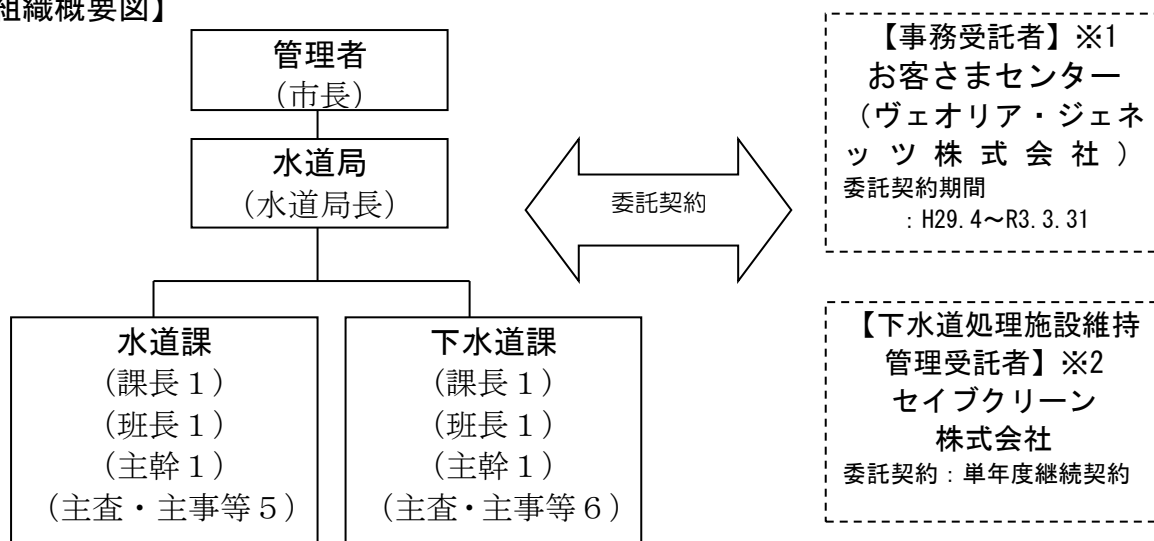 組織概要図】
管理者
(市長)
水道局
(水道局長)
委託契約
水道課
(課長１)
(班長１)
(主幹１)
(主査・主事等５)
下水道課
(課長１)
(班長１)
(主幹１)
(主査・主事等６)
【事務受託者】※1
お客さまセンター
(ヴェオリア・ジェネ
ッツ株式会社)
委託契約期間
：H29.4～R3.3.31
【下水道処理施設維持
管理受託者】※2
セイブクリーン
株式会社
委託契約：単年度継続契約